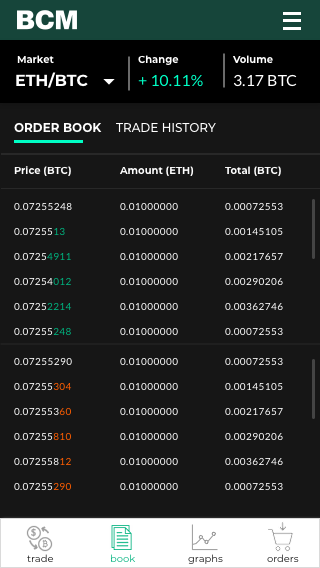 BCM
Market Change Volume
ETH/BTC + 10.11% 3.17 BTC
ORDER BOOK TRADE HISTORY
Price (BTC) Amount (ETH) Total (BTC)
0.07255248 0.01000000 0.00072553
0.0725513 0.01000000 0.00145105
0.07254911 0.01000000 0.00217657
0.07254012 0.01000000 0.00290206
0.07252214 0.01000000 0.00362746
0.07255248 0.01000000 0.00072553
0.07255290 0.01000000 0.00072553
0.07255304 0.01000000 0.00145105
0.07255360 0.01000000 0.00217657
0.07255810 0.01000000 0.00290206
0.07255812 0.01000000 0.00362746
0.07255290 0.01000000 0.00072553
trade book graphs orders